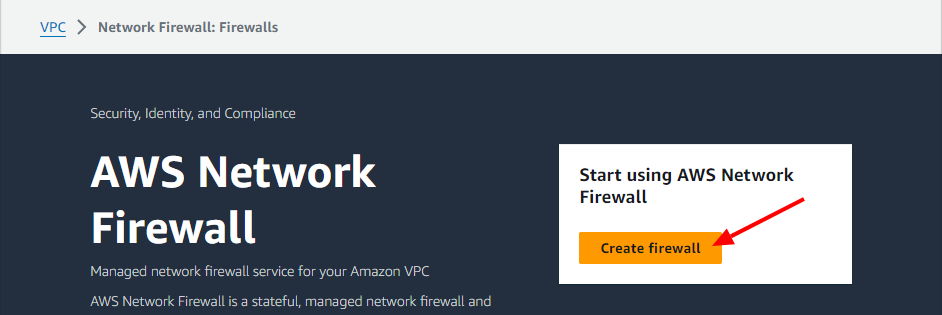 VPC > Network Firewall: Firewalls
Security, Identity, and Compliance
AWS Network
Firewall
Managed network firewall service for your Amazon VPC
AWS Network Firewall is a stateful, managed network firewall and
Start using AWS Network
Firewall
Create firewall